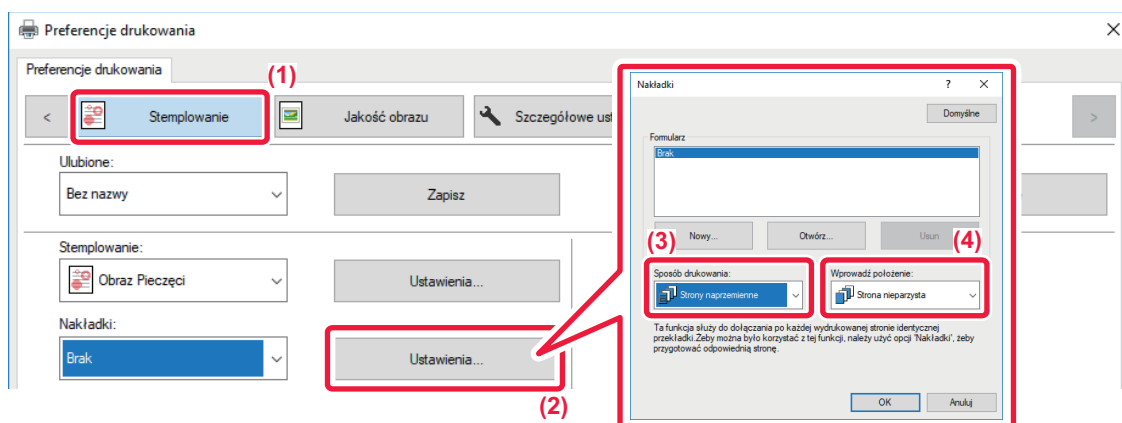 Preferencje drukowania
Preferencje drukowania
(1)
<
Stemplowanie
Jakość obrazu
Szczegółowe ust
>
Ulubione:
Bez nazwy
Zapisz
Stemplowanie:
Obraz Pieczęci
Ustawienia...
Nakładki:
Brak
Ustawienia...
(2)
Nakładki
?
Domyślne
Formularz
Brak
Nowy...
Otwórz...
Usun
(3)
(4)
Sposób drukowania:
Wprowadź położenie:
Strony naprzemienne
Strona nieparzysta
Ta funkcja służy do dołączania po każdej wydrukowanej stronie identycznej
przekładki.Żeby można było korzystać z tej funkcji, należy użyć opcji 'Nakładki', żeby
przygotować odpowiednią stronę.
OK
Anuluj